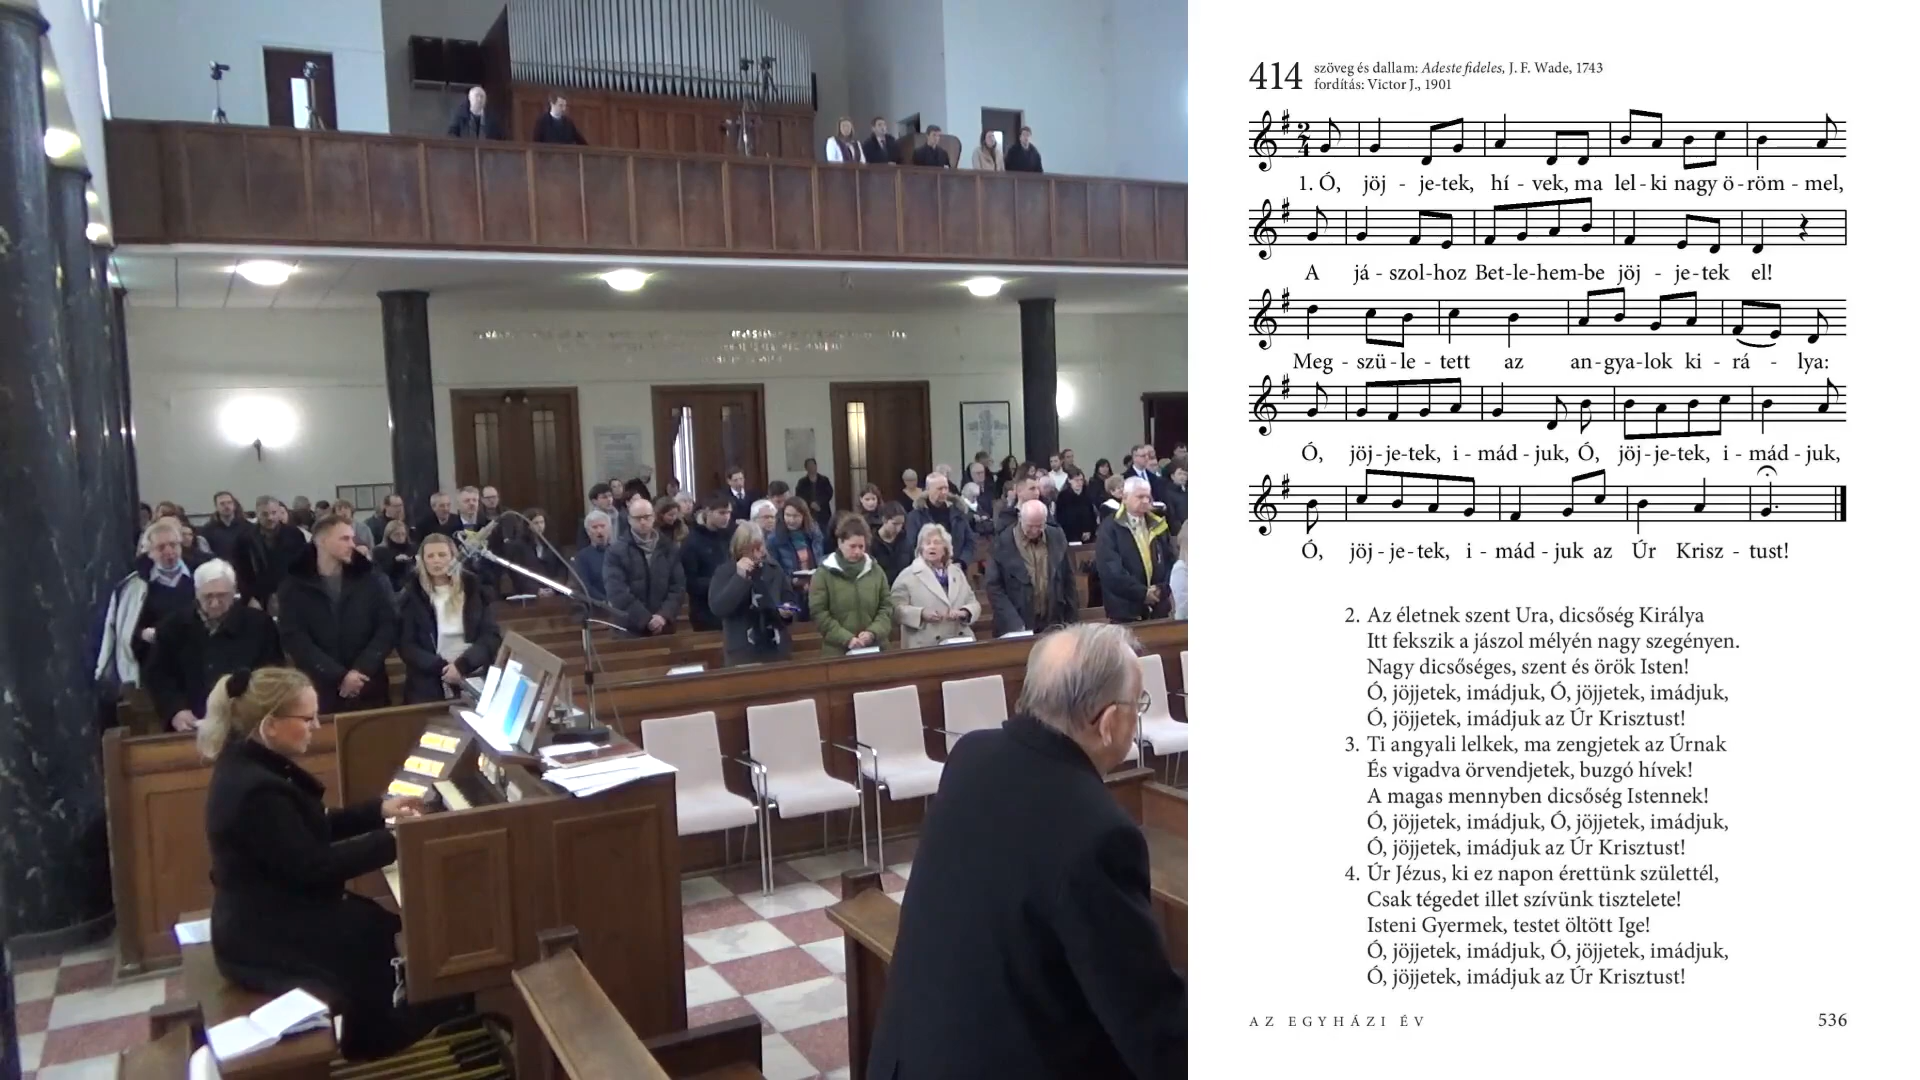 414 szöveg és dallam: Adeste fideles, J. F. Wade, 1743
fordítás: Victor J., 1901
1. Ó, jöj - je-tek, hí - vek, ma lel - ki nagy ö - röm - mel,
A já - szol-hoz Bet-le-hem-be jöj - je-tek el!
Meg - szü - le - tett az an-gya-lok ki - rá - lya:
Ó, jöj-je-tek, i - mád - juk, Ó, jöj-je-tek, i - mád - juk,
Ó, jöj-je-tek, i - mád - juk az Úr Krisz - tust!
2. Az életnek szent Ura, dicsőség Királya
Itt fekszik a jászol mélyén nagy szegényen.
Nagy dicsőséges, szent és örök Isten!
Ó, jöjjetek, imádjuk, Ó, jöjjetek, imádjuk,
Ó, jöjjetek, imádjuk az Úr Krisztust!
3. Ti angyali lelkek, ma zengjetek az Úrnak
És vigadva örvendjetek, buzgó hívek!
A magas mennyben dicsőség Istennek!
Ó, jöjjetek, imádjuk, Ó, jöjjetek, imádjuk,
Ó, jöjjetek, imádjuk az Úr Krisztust!
4. Úr Jézus, ki ez napon érettünk születtél,
Csak tégedet illet szívünk tisztelete!
Isteni Gyermek, testet öltött Ige!
Ó, jöjjetek, imádjuk, Ó, jöjjetek, imádjuk,
Ó, jöjjetek, imádjuk az Úr Krisztust!
AZ EGYHÁZI ÉV 536